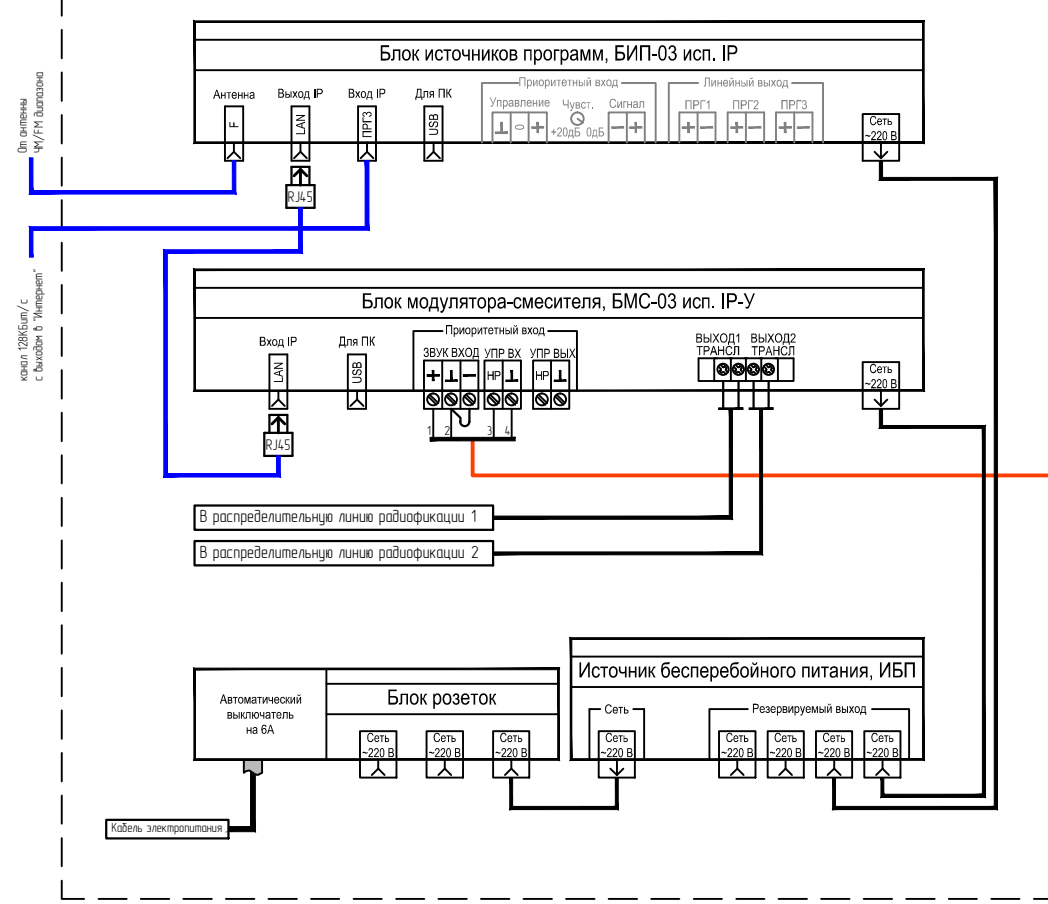 Блок источников программ, БИП-03 исп. IP
От антенны
ЧМ/FM диапазона
Антенна
Выход IP
Вход IP
Для ПК
F
LAN
ПРГ3
USB
Приоритетный вход
Управление
Чувст.
Сигнал
0
+
+20дБ 0дБ
− +
Линейный выход
ПРГ1
ПРГ2
ПРГ3
+ −
+ −
+ −
Сеть
~220 В
RJ45
канал 128КБит/с
с выходом в "Интернет"
Блок модулятора-смесителя, БМС-03 исп. IP-У
Вход IP
Для ПК
LAN
USB
Приоритетный вход
ЗВУК ВХОД
УПР ВХ
УПР ВЫХ
+ ⊥ −
НР ⊥
НР ⊥
ВЫХОД1 ВЫХОД2
ТРАНСЛ ТРАНСЛ
Сеть
~220 В
1 2 3 4
RJ45
В распределительную линию радиофикации 1
В распределительную линию радиофикации 2
Автоматический
выключатель
на 6А
Блок розеток
Сеть
~220 В
Сеть
~220 В
Сеть
~220 В
Источник бесперебойного питания, ИБП
Сеть
Сеть
~220 В
Резервируемый выход
Сеть
~220 В
Сеть
~220 В
Сеть
~220 В
Сеть
~220 В
Кабель электропитания